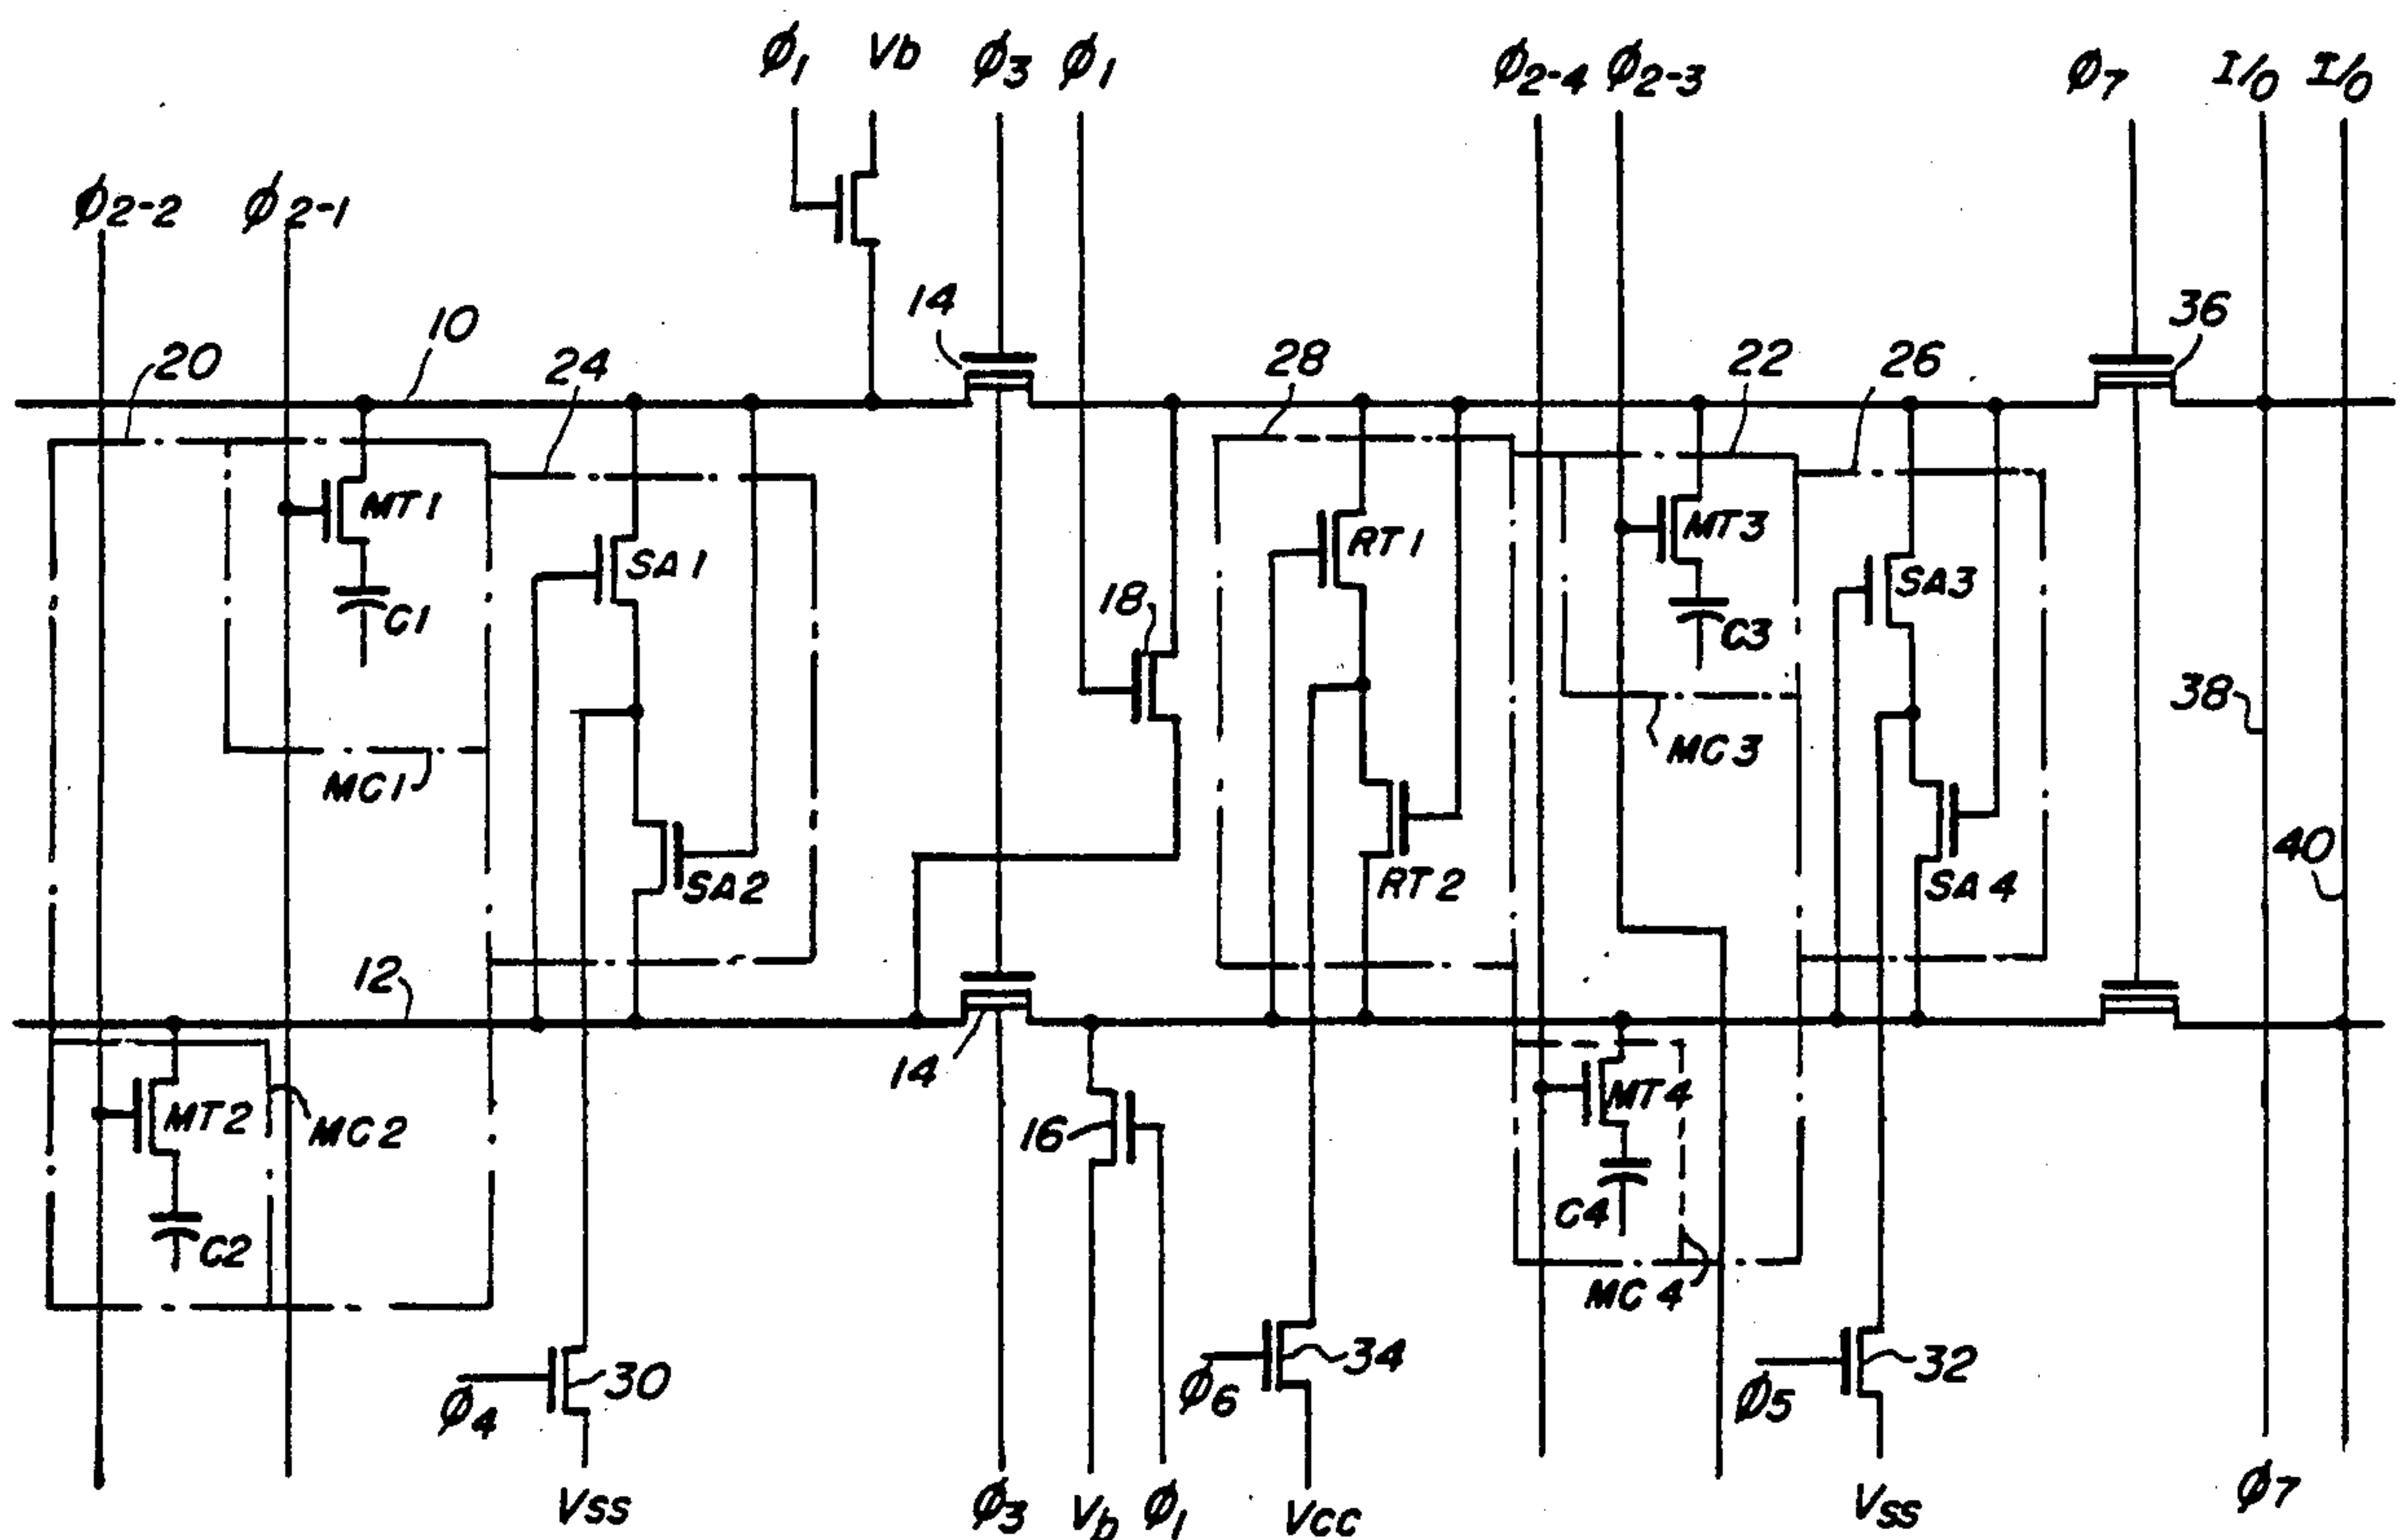 ϕ1 Vb ϕ3 ϕ1 ϕ2-4 ϕ2-3 ϕ7 I/O I/O
ϕ2-2 ϕ2-1
14 36
10
20 24 28 22 26
MT1 MT3
RT1
SA1 SA3
C1 18 C3
38
MC3
MC1
40
SA2 RT2 SA4
12
14
MT2 MC2 16 MT4
C2 C4
MC4
30 34 32
ϕ4 ϕ6 ϕ5
Vss ϕ3 Vb ϕ1 Vcc Vss ϕ7